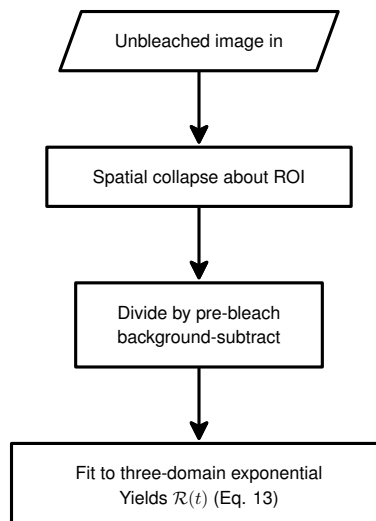 Unbleached image in
Spatial collapse about ROI
Divide by pre-bleach
background-subtract
Fit to three-domain exponential
Yields ℛ(t) (Eq. 13)